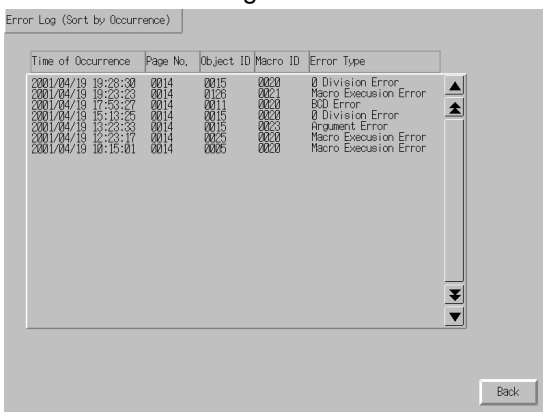 Error Log (Sort by Occurrence)
Time of Occurrence Page No. Object ID Macro ID Error Type
2001/04/19 19:28:30 0014 0015 0020 0 Division Error
2001/04/19 19:23:23 0014 0126 0021 Macro Execusion Error
2001/04/19 17:53:27 0014 0011 0020 BCD Error
2001/04/19 15:13:25 0014 0015 0020 0 Division Error
2001/04/19 13:23:33 0014 0015 0023 Argument Error
2001/04/19 12:23:17 0014 0025 0020 Macro Execusion Error
2001/04/19 10:15:01 0014 0005 0020 Macro Execusion Error
Back